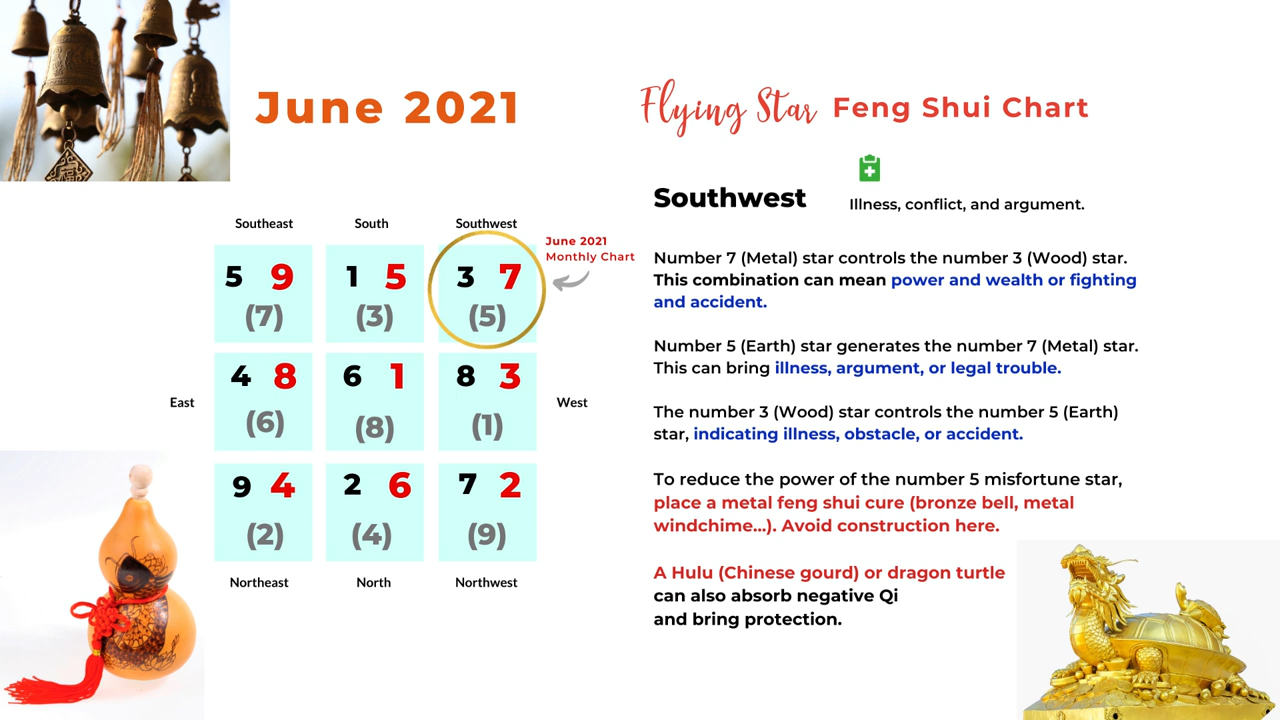 June 2021
Flying Star Feng Shui Chart
Southeast South Southwest
June 2021
Monthly Chart
5 9 1 5 3 7
(7) (3) (5)
East
4 8 6 1 8 3
(6) (8) (1)
West
9 4 2 6 7 2
(2) (4) (9)
Northeast North Northwest
Southwest
Illness, conflict, and argument.
Number 7 (Metal) star controls the number 3 (Wood) star.
This combination can mean power and wealth or fighting
and accident.
Number 5 (Earth) star generates the number 7 (Metal) star.
This can bring illness, argument, or legal trouble.
The number 3 (Wood) star controls the number 5 (Earth)
star, indicating illness, obstacle, or accident.
To reduce the power of the number 5 misfortune star,
place a metal feng shui cure (bronze bell, metal
windchime...). Avoid construction here.
A Hulu (Chinese gourd) or dragon turtle
can also absorb negative Qi
and bring protection.